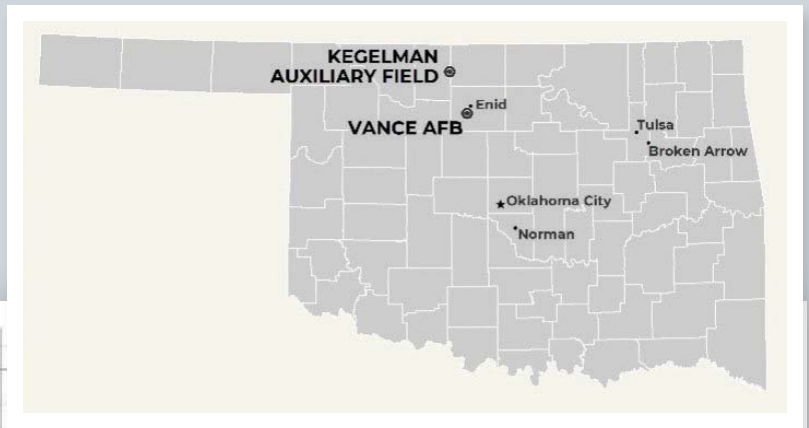 KEGELMAN
AUXILIARY FIELD
Enid
VANCE AFB
Tulsa
Broken Arrow
Oklahoma City
Norman